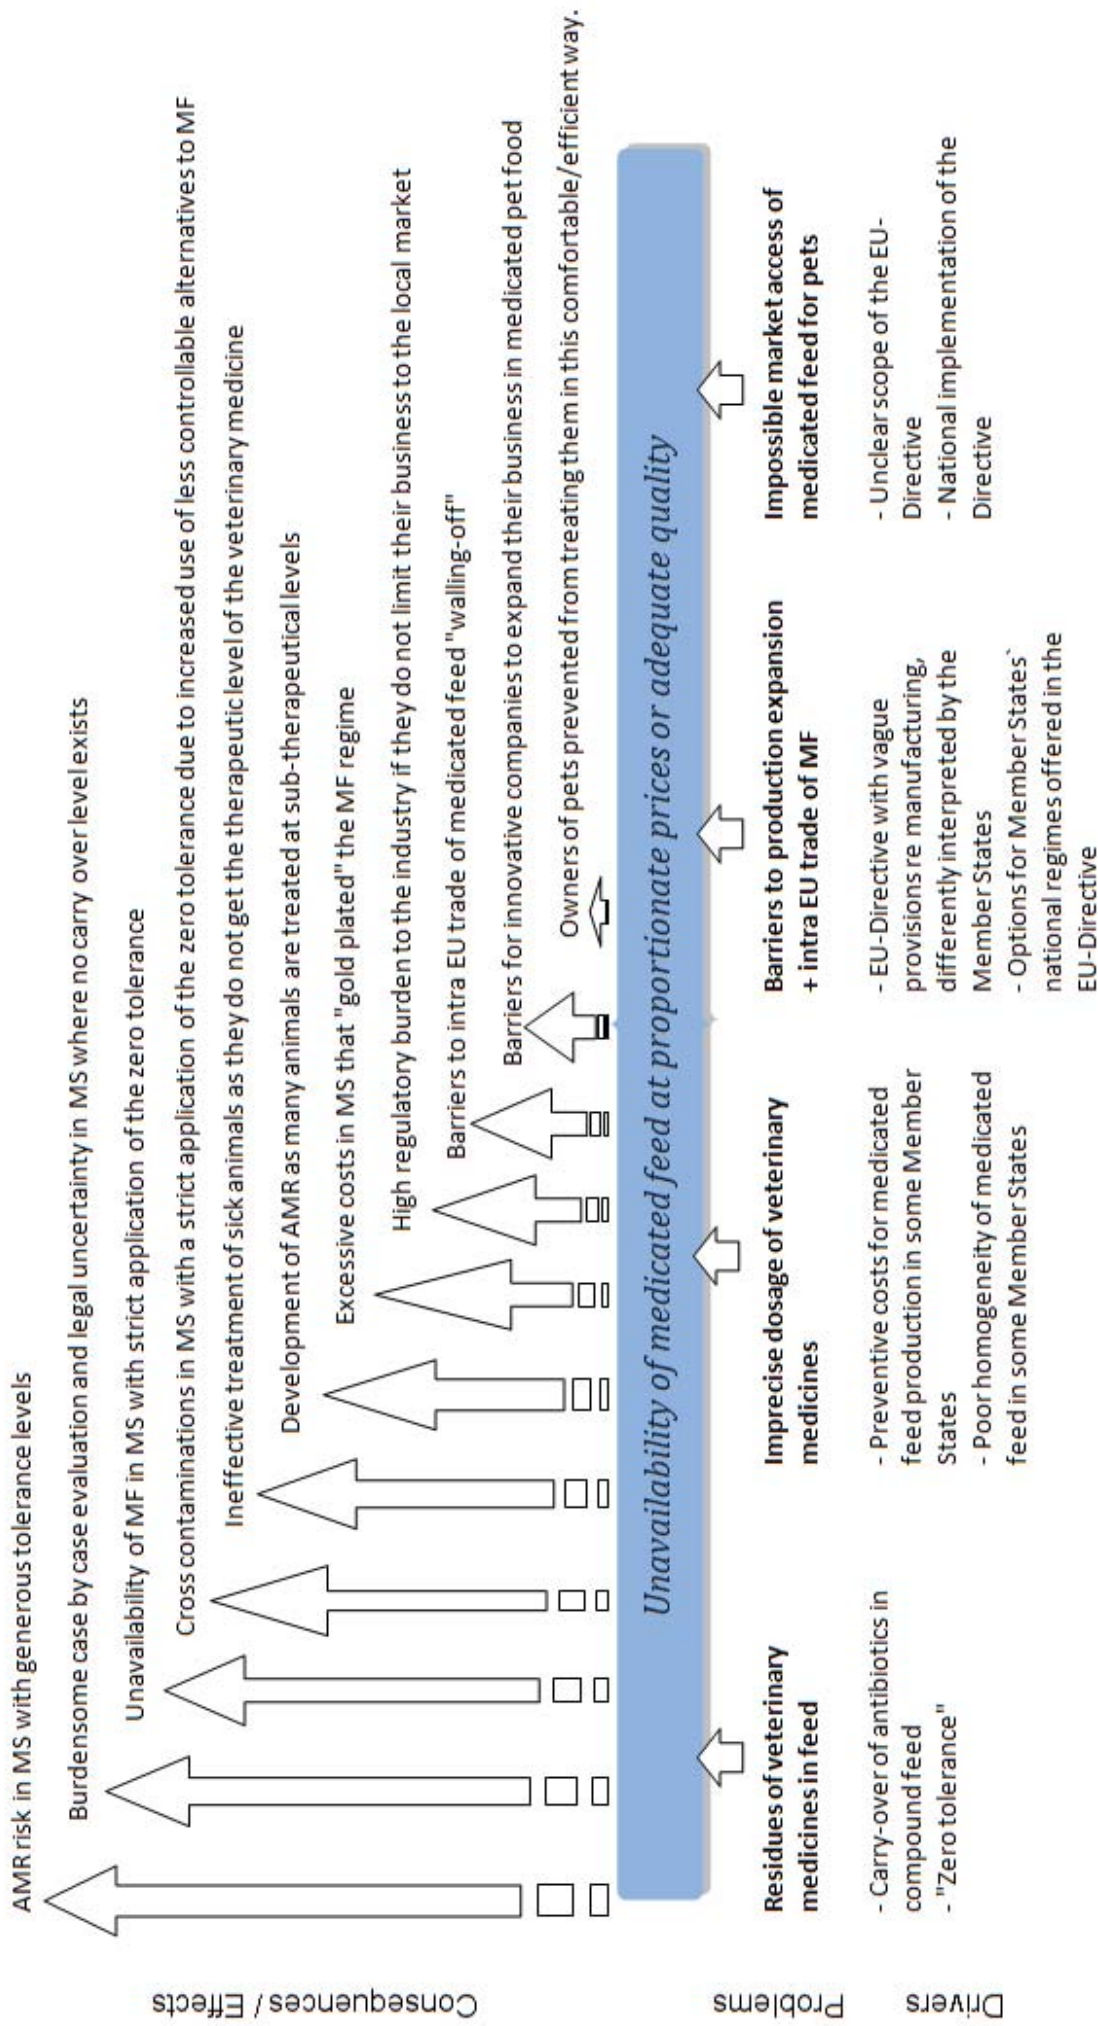 AMR risk in MS with generous tolerance levels
Burdensome case by case evaluation and legal uncertainty in MS where no carry over level exists
Unavailability of MF in MS with strict application of the zero tolerance
Cross contaminations in MS with a strict application of the zero tolerance due to increased use of less controllable alternatives to MF
Ineffective treatment of sick animals as they do not get the therapeutic level of the veterinary medicine
Development of AMR as many animals are treated at sub-therapeutical levels
Excessive costs in MS that "gold plated" the MF regime
High regulatory burden to the industry if they do not limit their business to the local market
Barriers to intra EU trade of medicated feed "walling-off"
Barriers for innovative companies to expand their business in medicated pet food
Owners of pets prevented from treating them in this comfortable/efficient way.
Consequences / Effects
Unavailability of medicated feed at proportionate prices or adequate quality
Problems
Residues of veterinary
medicines in feed
Imprecise dosage of veterinary
medicines
Barriers to production expansion
+ intra EU trade of MF
Impossible market access of
medicated feed for pets
Drivers
- Carry-over of antibiotics in
compound feed
- "Zero tolerance"
- Preventive costs for medicated
feed production in some Member
States
- Poor homogeneity of medicated
feed in some Member States
- EU-Directive with vague
provisions re manufacturing,
differently interpreted by the
Member States
- Options for Member States`
national regimes offered in the
EU-Directive
- Unclear scope of the EU-
Directive
- National implementation of the
Directive